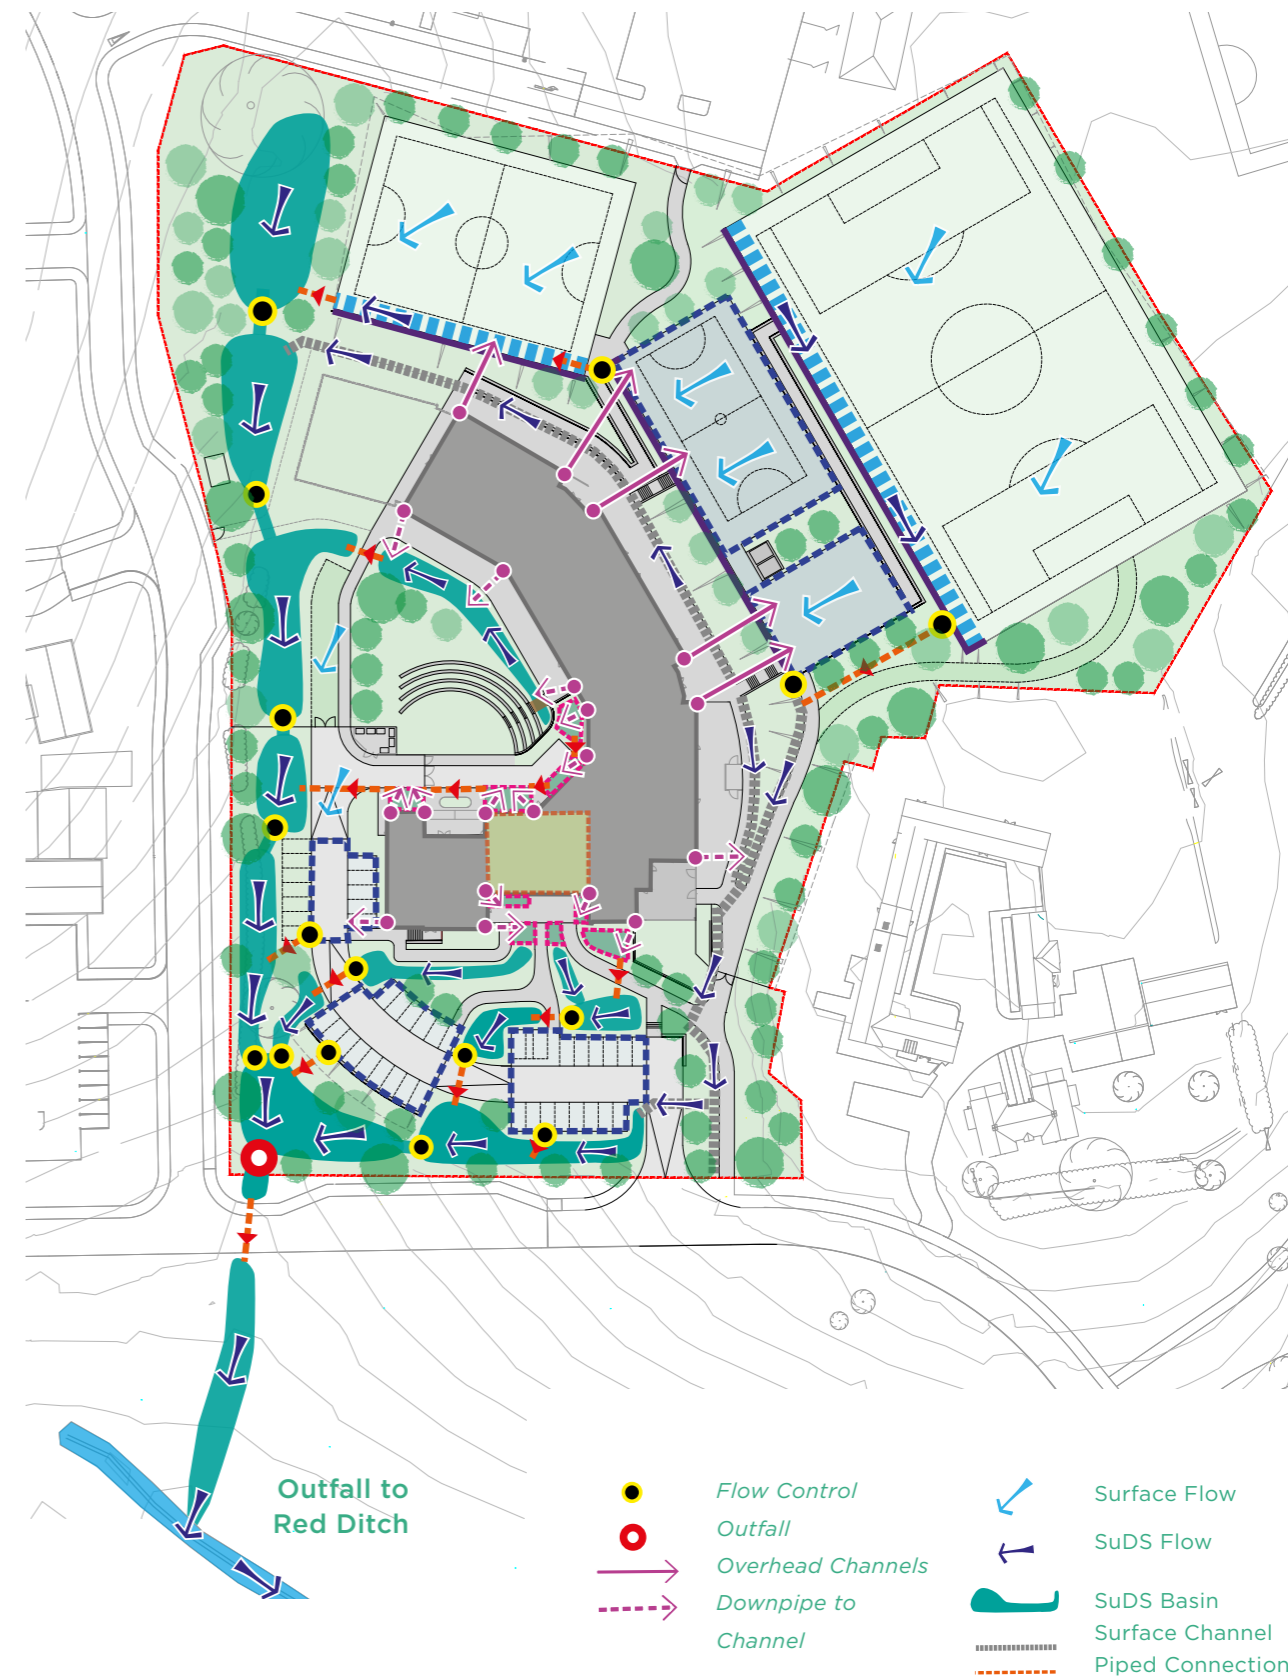 Outfall to
Red Ditch
Flow Control
Outfall
Overhead Channels
Downpipe to
Channel
Surface Flow
SuDS Flow
SuDS Basin
Surface Channel
Piped Connection